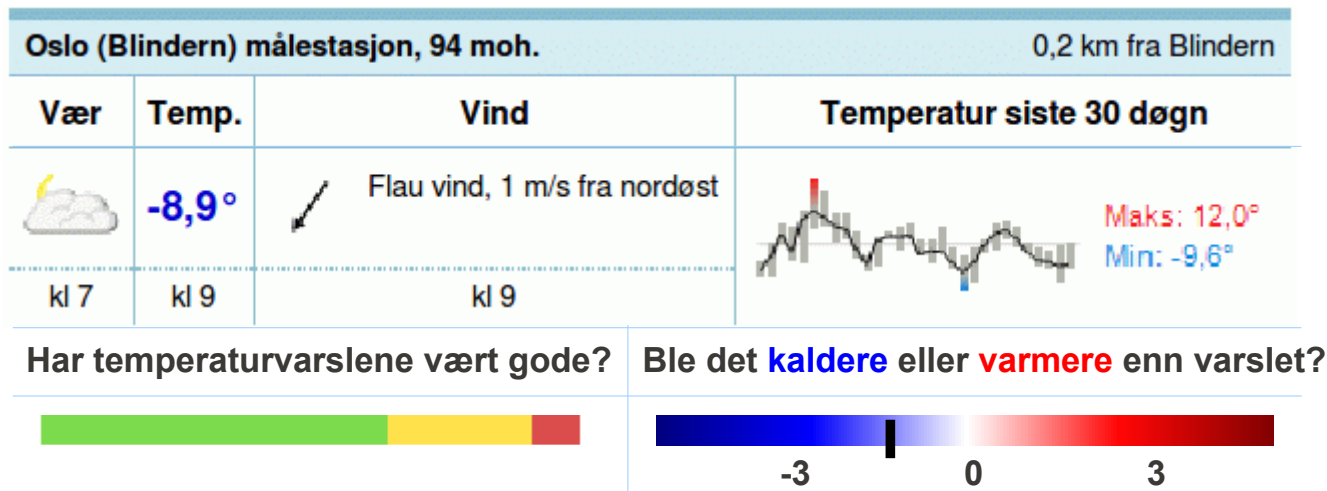 Oslo (Blindern) målestasjon, 94 moh. 0,2 km fra Blindern
Vær Temp. Vind Temperatur siste 30 døgn
-8,9° Flau vind, 1 m/s fra nordøst
Maks: 12,0°
Min: -9,6°
kl 7 kl 9 kl 9
Har temperaturvarslene vært gode? Ble det kaldere eller varmere enn varslet?
-3 0 3